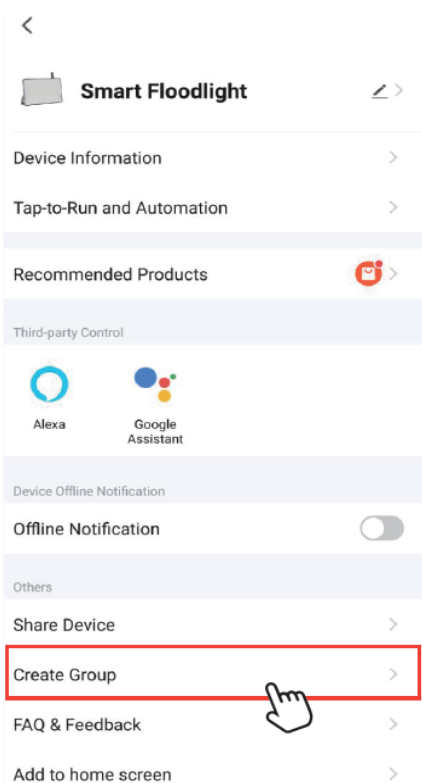 Smart Floodlight
Device Information
Tap-to-Run and Automation
Recommended Products
Third-party Control
Alexa
Google
Assistant
Device Offline Notification
Offline Notification
Others
Share Device
Create Group
FAQ & Feedback
Add to home screen